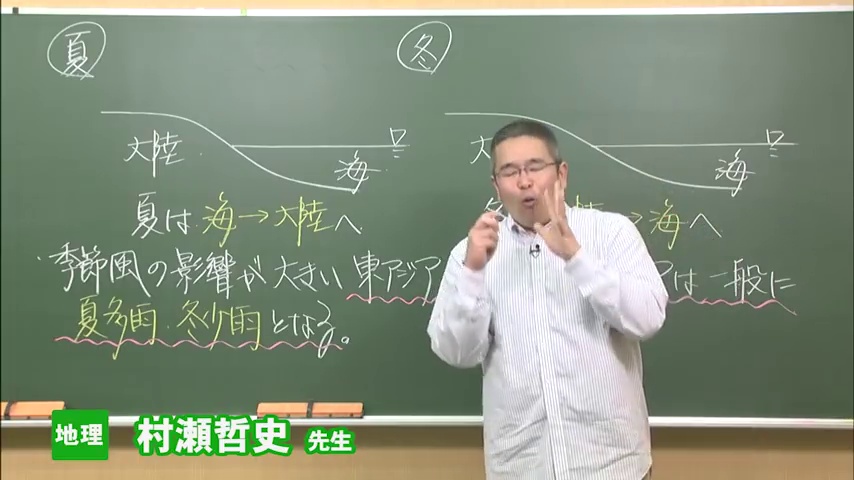 夏
冬
大陸
海
大
海
夏は海→大陸へ
陸→海へ
季節風の影響が大きい東アジア
アは一般に
夏多雨・冬少雨となる。
地理 村瀬哲史 先生